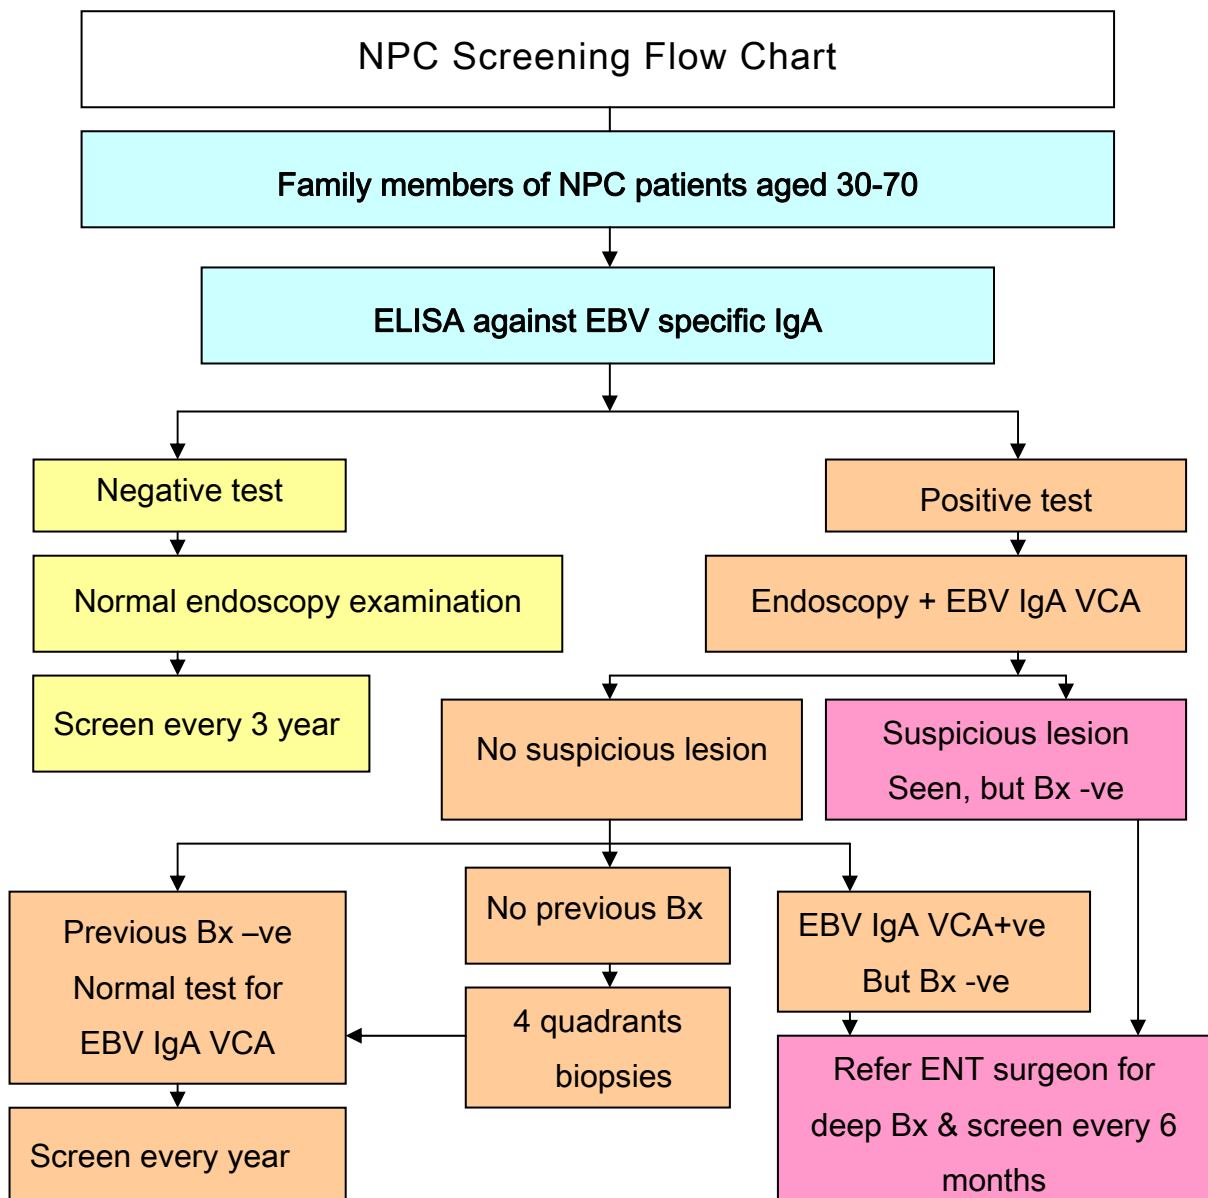 NPC Screening Flow Chart
Family members of NPC patients aged 30-70
ELISA against EBV specific IgA
Negative test
Positive test
Normal endoscopy examination
Endoscopy + EBV IgA VCA
Screen every 3 year
No suspicious lesion
Suspicious lesion
Seen, but Bx -ve
Previous Bx –ve
Normal test for
EBV IgA VCA
No previous Bx
EBV IgA VCA+ve
But Bx -ve
4 quadrants
biopsies
Screen every year
Refer ENT surgeon for
deep Bx & screen every 6
months